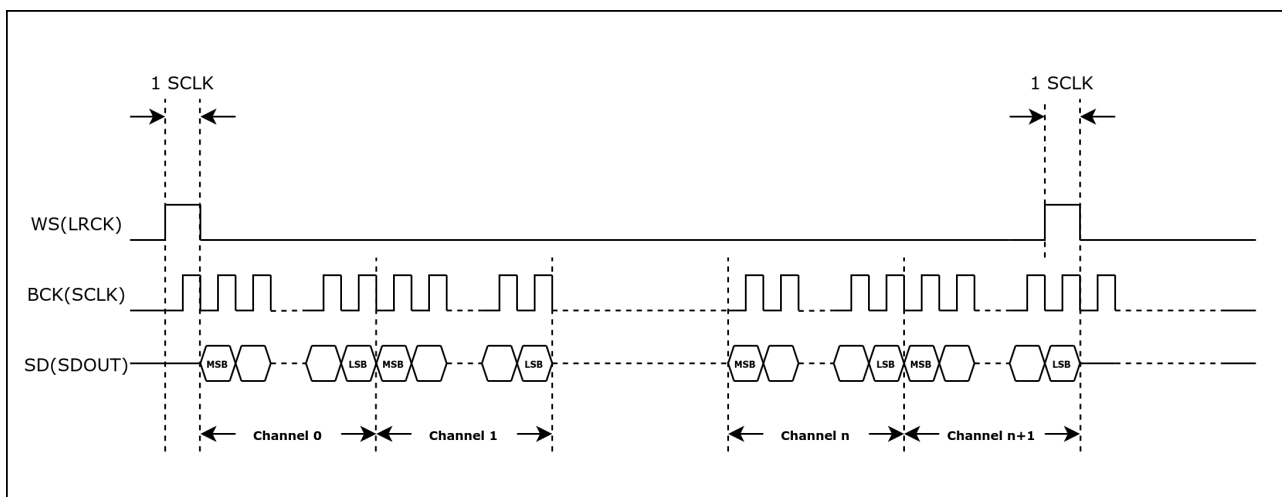 1 SCLK
1 SCLK
WS(LRCK)
BCK(SCLK)
SD(SDOUT)
MSB
LSB
MSB
LSB
MSB
LSB
MSB
LSB
Channel 0
Channel 1
Channel n
Channel n+1